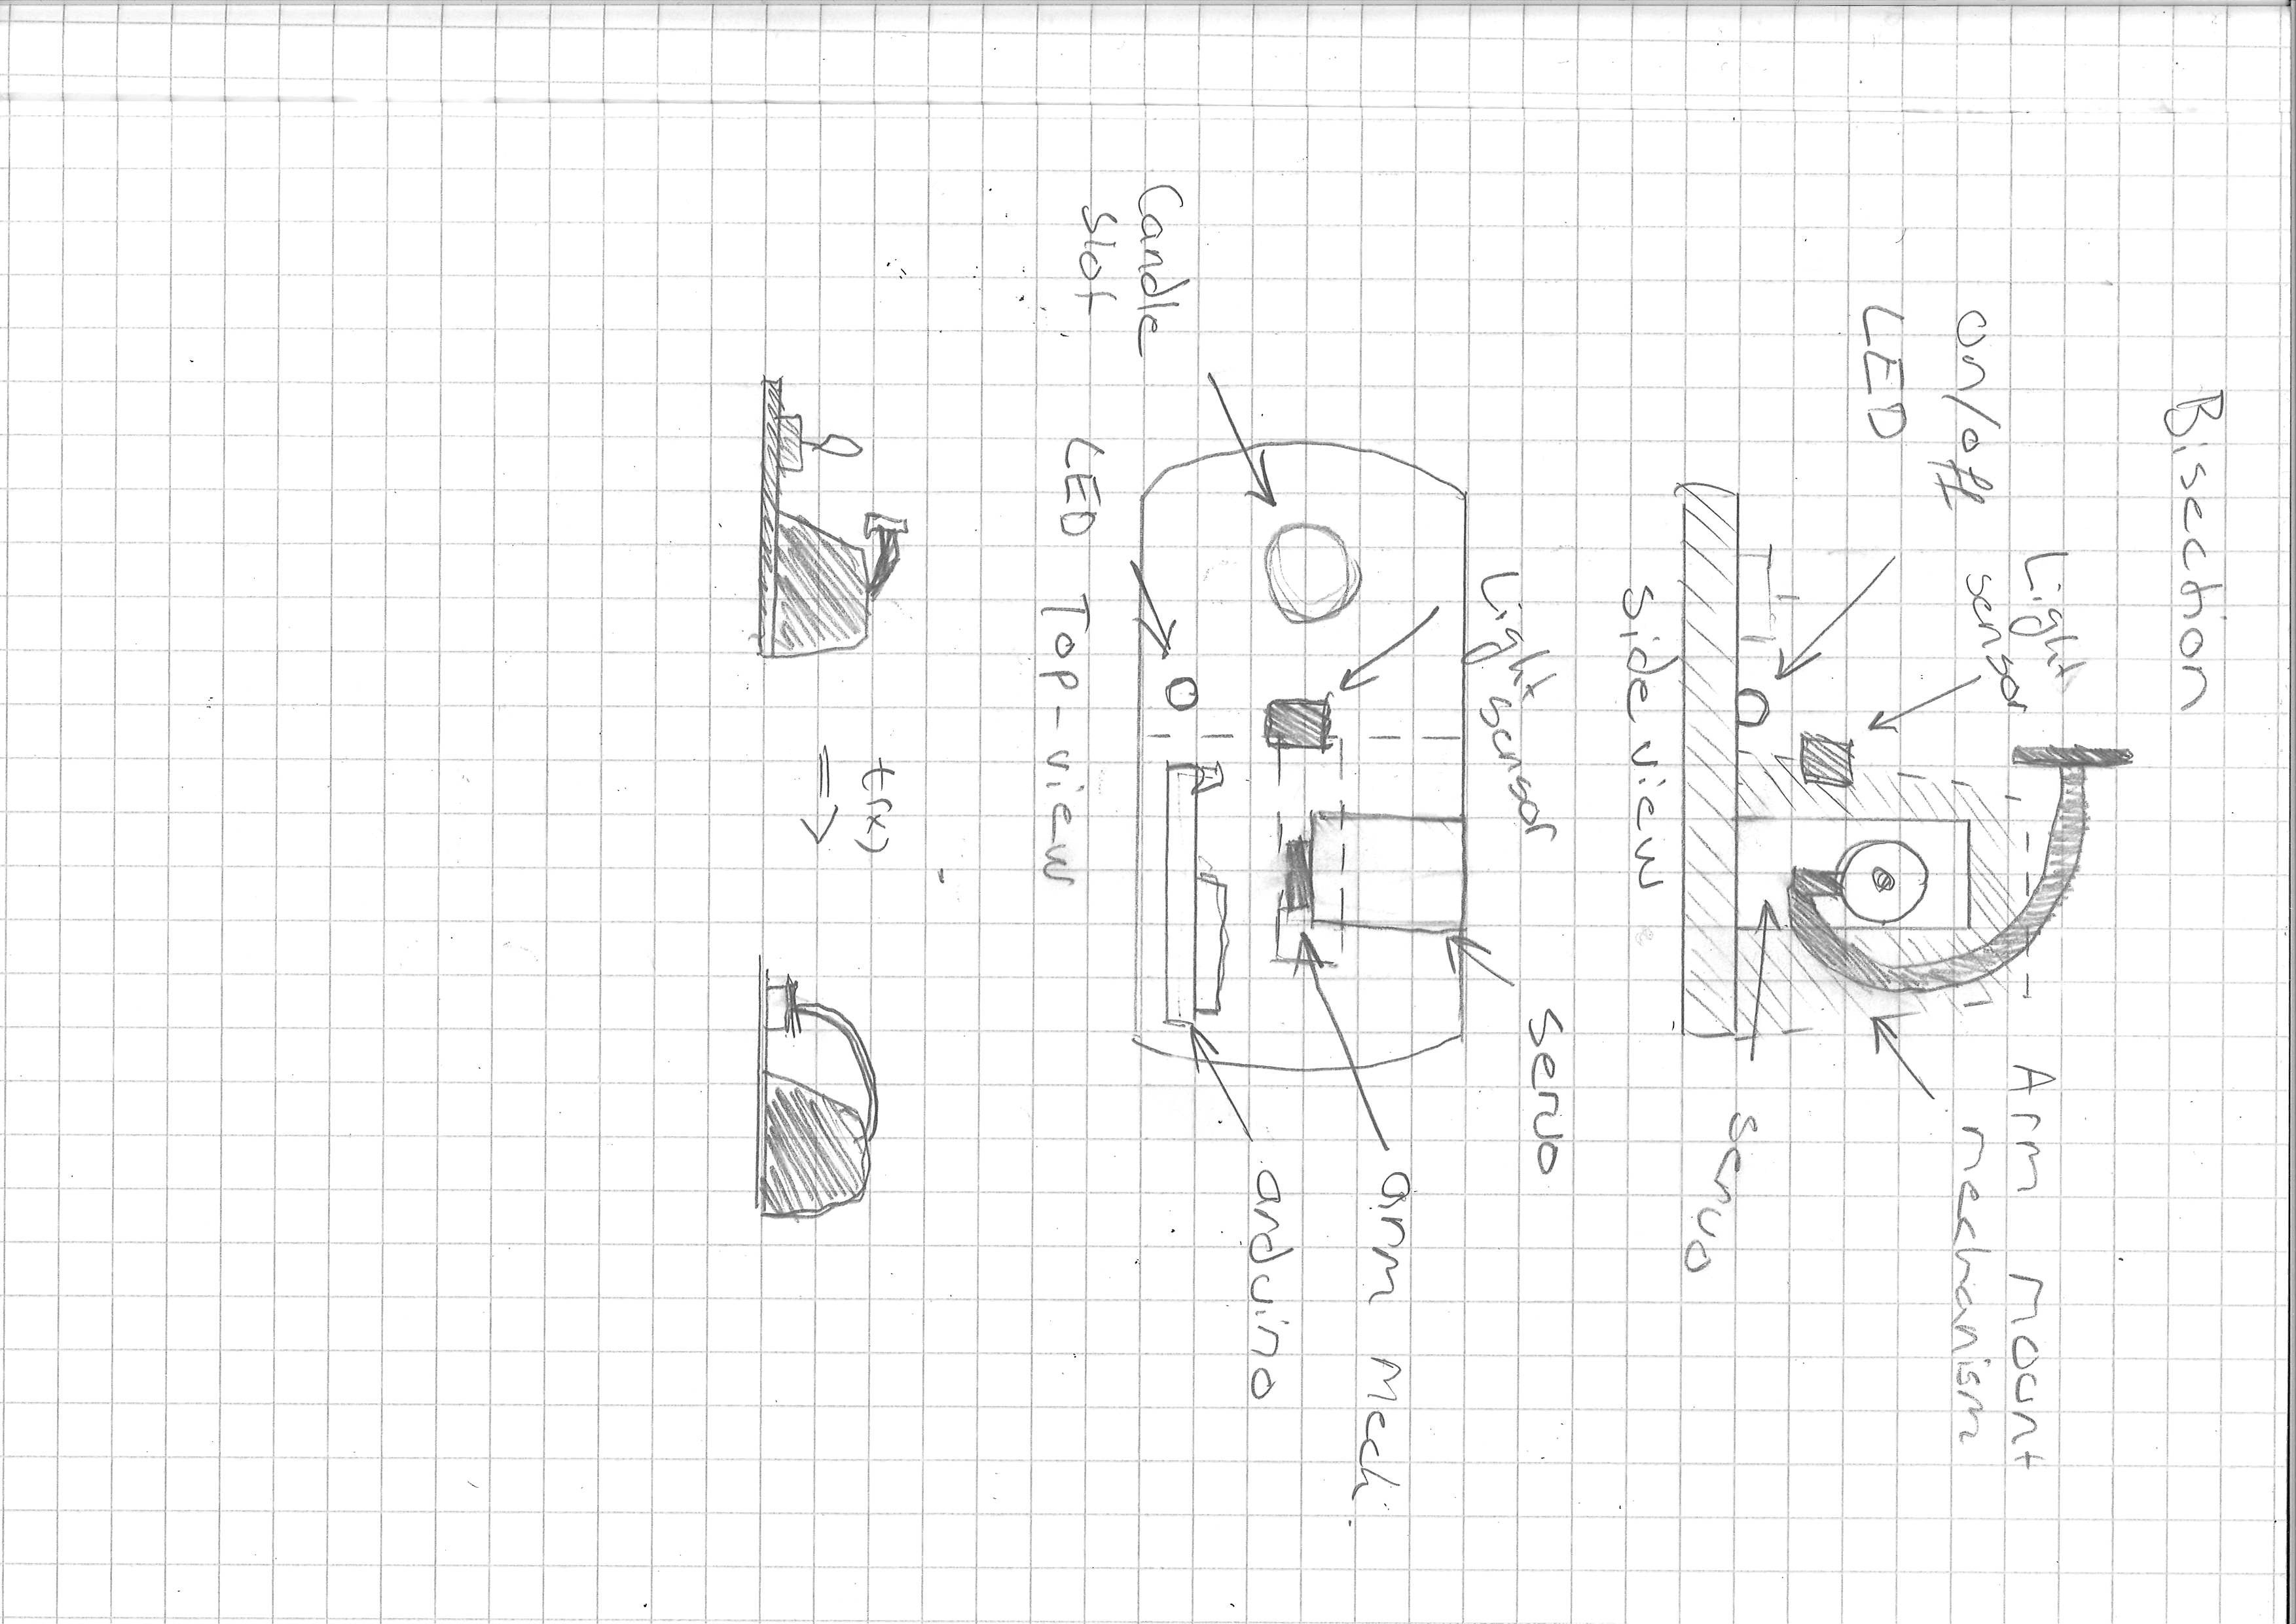 Bisection
on/off
LED
Light
sensor
Arm Mount
mechanism
servo
Side view
Light
sensor
servo
Candle
slot
arm Mech
arduino
LED
Top-view
t(x)